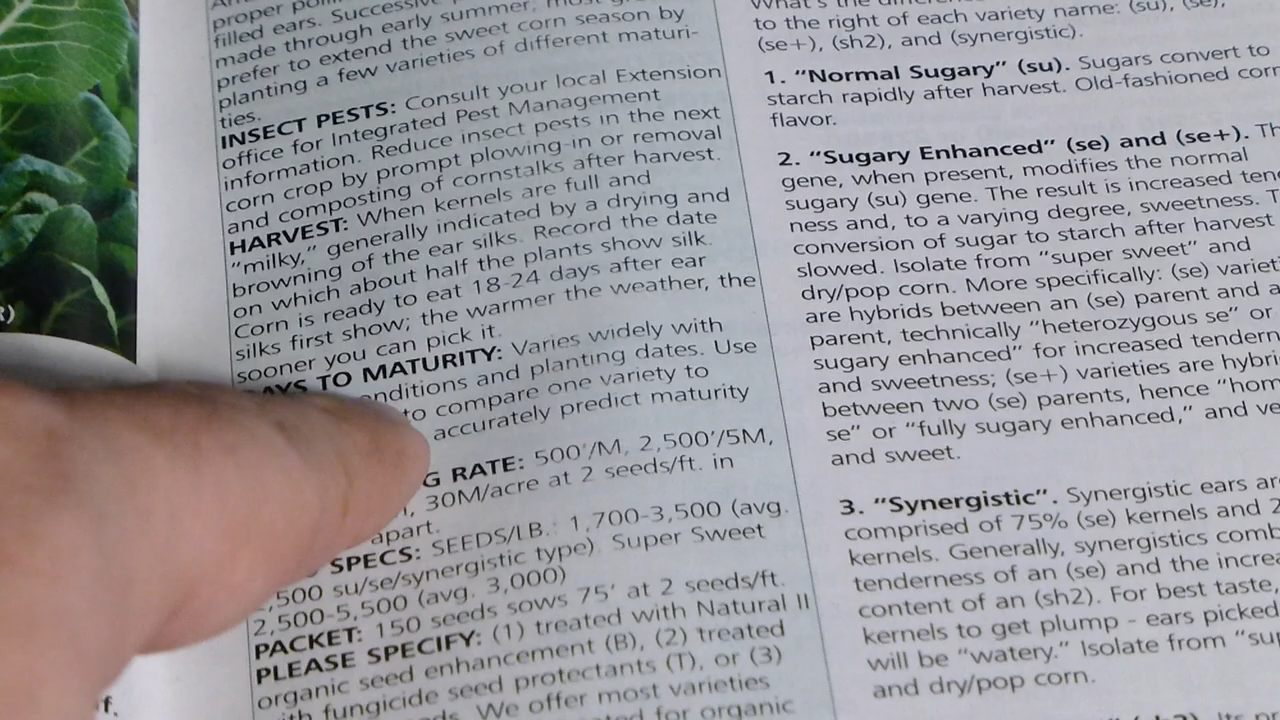 proper
filled ears. Successive
made through early summer;
prefer to extend the sweet corn season by
planting a few varieties of different maturi-
ties.
INSECT PESTS: Consult your local Extension
office for Integrated Pest Management
information. Reduce insect pests in the next
corn crop by prompt plowing-in or removal
and composting of cornstalks after harvest.
HARVEST: When kernels are full and
"milky," generally indicated by a drying and
browning of the ear silks. Record the date
on which about half the plants show silk.
Corn is ready to eat 18-24 days after ear
silks first show; the warmer the weather, the
sooner you can pick it.
TO MATURITY: Varies widely with
and planting dates. Use
to compare one variety to
accurately predict maturity
RATE: 500'/M, 2,500'/5M,
30M/acre at 2 seeds/ft. in
apart.
SPECS: SEEDS/LB.: 1,700-3,500 (avg.
su/se/synergistic type). Super Sweet
2,500-5,500 (avg. 3,000)
PACKET: 150 seeds sows 75' at 2 seeds/ft.
PLEASE SPECIFY: (1) treated with Natural II
organic seed enhancement (B), (2) treated
fungicide seed protectants (T), or (3)
We offer most varieties
for organic
to the right of each variety name: (su), (se),
(se+), (sh2), and (synergistic).
1. "Normal Sugary" (su). Sugars convert to
starch rapidly after harvest. Old-fashioned corn
flavor.
2. "Sugary Enhanced" (se) and (se+).
gene, when present, modifies the normal
sugary (su) gene. The result is increased
ness and, to a varying degree, sweetness.
conversion of sugar to starch after harvest
slowed. Isolate from "super sweet" and
dry/pop corn. More specifically: (se)
are hybrids between an (se) parent and a
parent, technically "heterozygous se" or
sugary enhanced" for increased
and sweetness; (se+) varieties are
between two (se) parents, hence
se" or "fully sugary enhanced," and
and sweet.
3. "Synergistic". Synergistic ears
comprised of 75% (se) kernels and
kernels. Generally, synergistics
tenderness of an (se) and the
content of an (sh2). For best taste,
kernels to get plump - ears picked
will be "watery." Isolate from
and dry/pop corn.